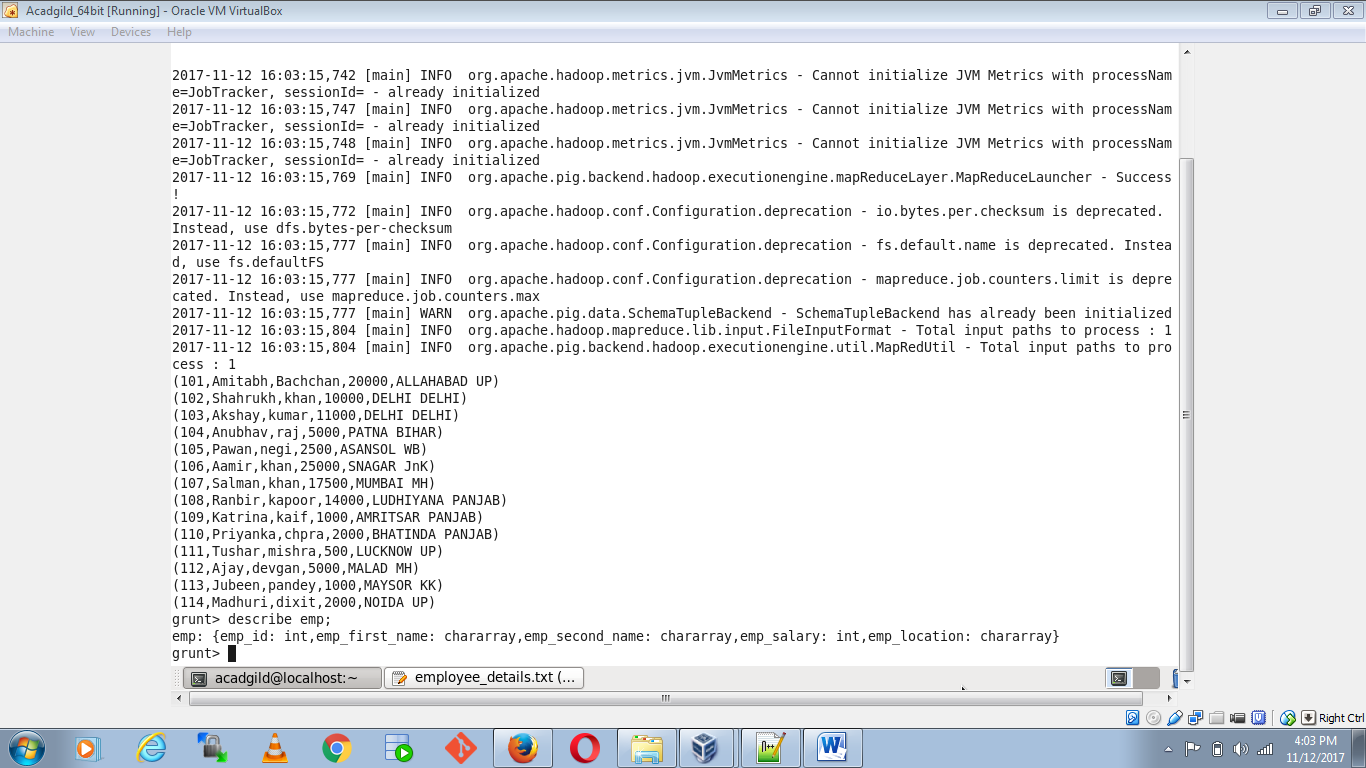 Acadgild_64bit [Running] - Oracle VM VirtualBox
Machine View Devices Help
2017-11-12 16:03:15,742 [main] INFO  org.apache.hadoop.metrics.jvm.JvmMetrics - Cannot initialize JVM Metrics with processNam
e=JobTracker, sessionId= - already initialized
2017-11-12 16:03:15,747 [main] INFO  org.apache.hadoop.metrics.jvm.JvmMetrics - Cannot initialize JVM Metrics with processNam
e=JobTracker, sessionId= - already initialized
2017-11-12 16:03:15,748 [main] INFO  org.apache.hadoop.metrics.jvm.JvmMetrics - Cannot initialize JVM Metrics with processNam
e=JobTracker, sessionId= - already initialized
2017-11-12 16:03:15,769 [main] INFO  org.apache.pig.backend.hadoop.executionengine.mapReduceLayer.MapReduceLauncher - Success
!
2017-11-12 16:03:15,772 [main] INFO  org.apache.hadoop.conf.Configuration.deprecation - io.bytes.per.checksum is deprecated.
Instead, use dfs.bytes-per-checksum
2017-11-12 16:03:15,777 [main] INFO  org.apache.hadoop.conf.Configuration.deprecation - fs.default.name is deprecated. Instea
d, use fs.defaultFS
2017-11-12 16:03:15,777 [main] INFO  org.apache.hadoop.conf.Configuration.deprecation - mapreduce.job.counters.limit is depre
cated. Instead, use mapreduce.job.counters.max
2017-11-12 16:03:15,777 [main] WARN  org.apache.pig.data.SchemaTupleBackend - SchemaTupleBackend has already been initialized
2017-11-12 16:03:15,804 [main] INFO  org.apache.hadoop.mapreduce.lib.input.FileInputFormat - Total input paths to process : 1
2017-11-12 16:03:15,804 [main] INFO  org.apache.pig.backend.hadoop.executionengine.util.MapRedUtil - Total input paths to pro
cess : 1
(101,Amitabh,Bachchan,20000,ALLAHABAD UP)
(102,Shahrukh,khan,10000,DELHI DELHI)
(103,Akshay,kumar,11000,DELHI DELHI)
(104,Anubhav,raj,5000,PATNA BIHAR)
(105,Pawan,negi,2500,ASANSOL WB)
(106,Aamir,khan,25000,SNAGAR JnK)
(107,Salman,khan,17500,MUMBAI MH)
(108,Ranbir,kapoor,14000,LUDHIYANA PANJAB)
(109,Katrina,kaif,1000,AMRITSAR PANJAB)
(110,Priyanka,chpra,2000,BHATINDA PANJAB)
(111,Tushar,mishra,500,LUCKNOW UP)
(112,Ajay,devgan,5000,MALAD MH)
(113,Jubeen,pandey,1000,MAYSOR KK)
(114,Madhuri,dixit,2000,NOIDA UP)
grunt> describe emp;
emp: {emp_id: int,emp_first_name: chararray,emp_second_name: chararray,emp_salary: int,emp_location: chararray}
grunt>
acadgild@localhost:~ employee_details.txt (...
Right Ctrl
4:03 PM
11/12/2017